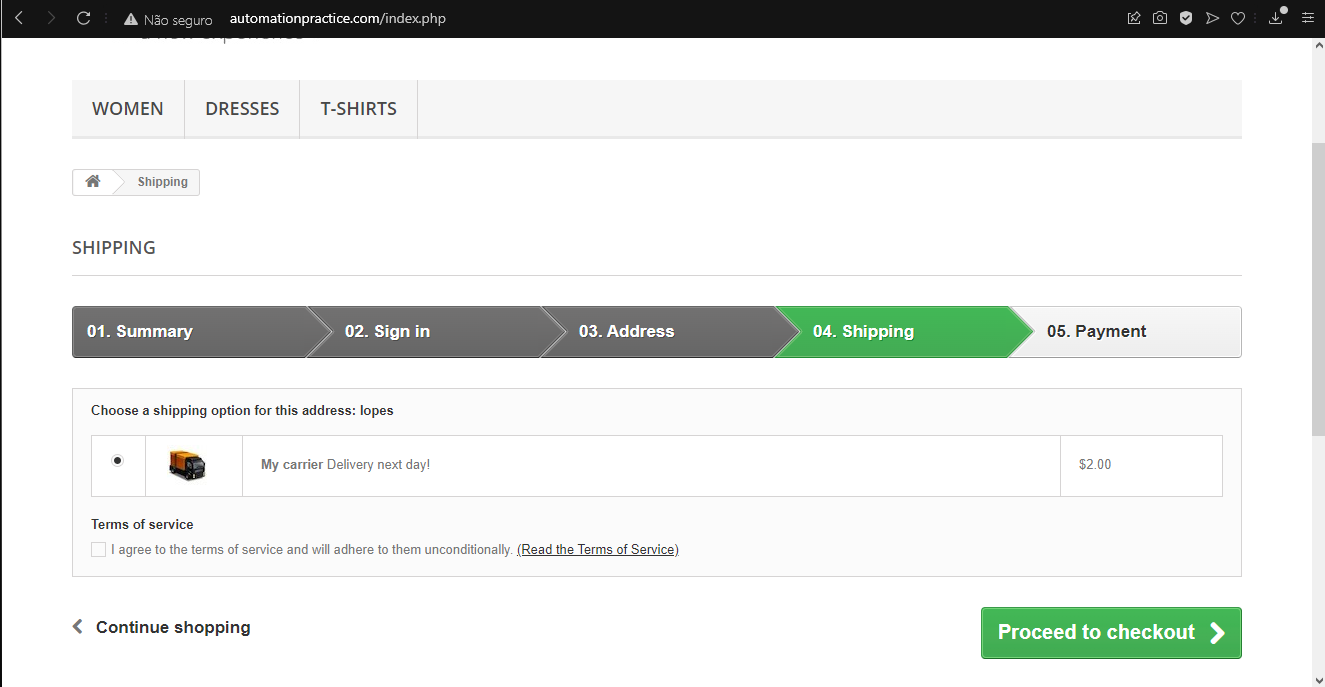 Não seguro automationpractice.com/index.php
a new experience
WOMEN DRESSES T-SHIRTS
Shipping
SHIPPING
01. Summary 02. Sign in 03. Address 04. Shipping 05. Payment
Choose a shipping option for this address: lopes
My carrier Delivery next day! $2.00
Terms of service
I agree to the terms of service and will adhere to them unconditionally. (Read the Terms of Service)
Continue shopping
Proceed to checkout